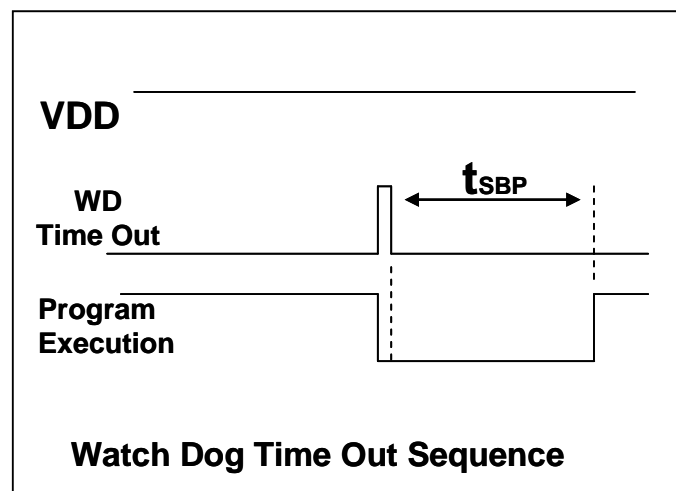 VDD
tSBP
WD
Time Out
Program
Execution
Watch Dog Time Out Sequence